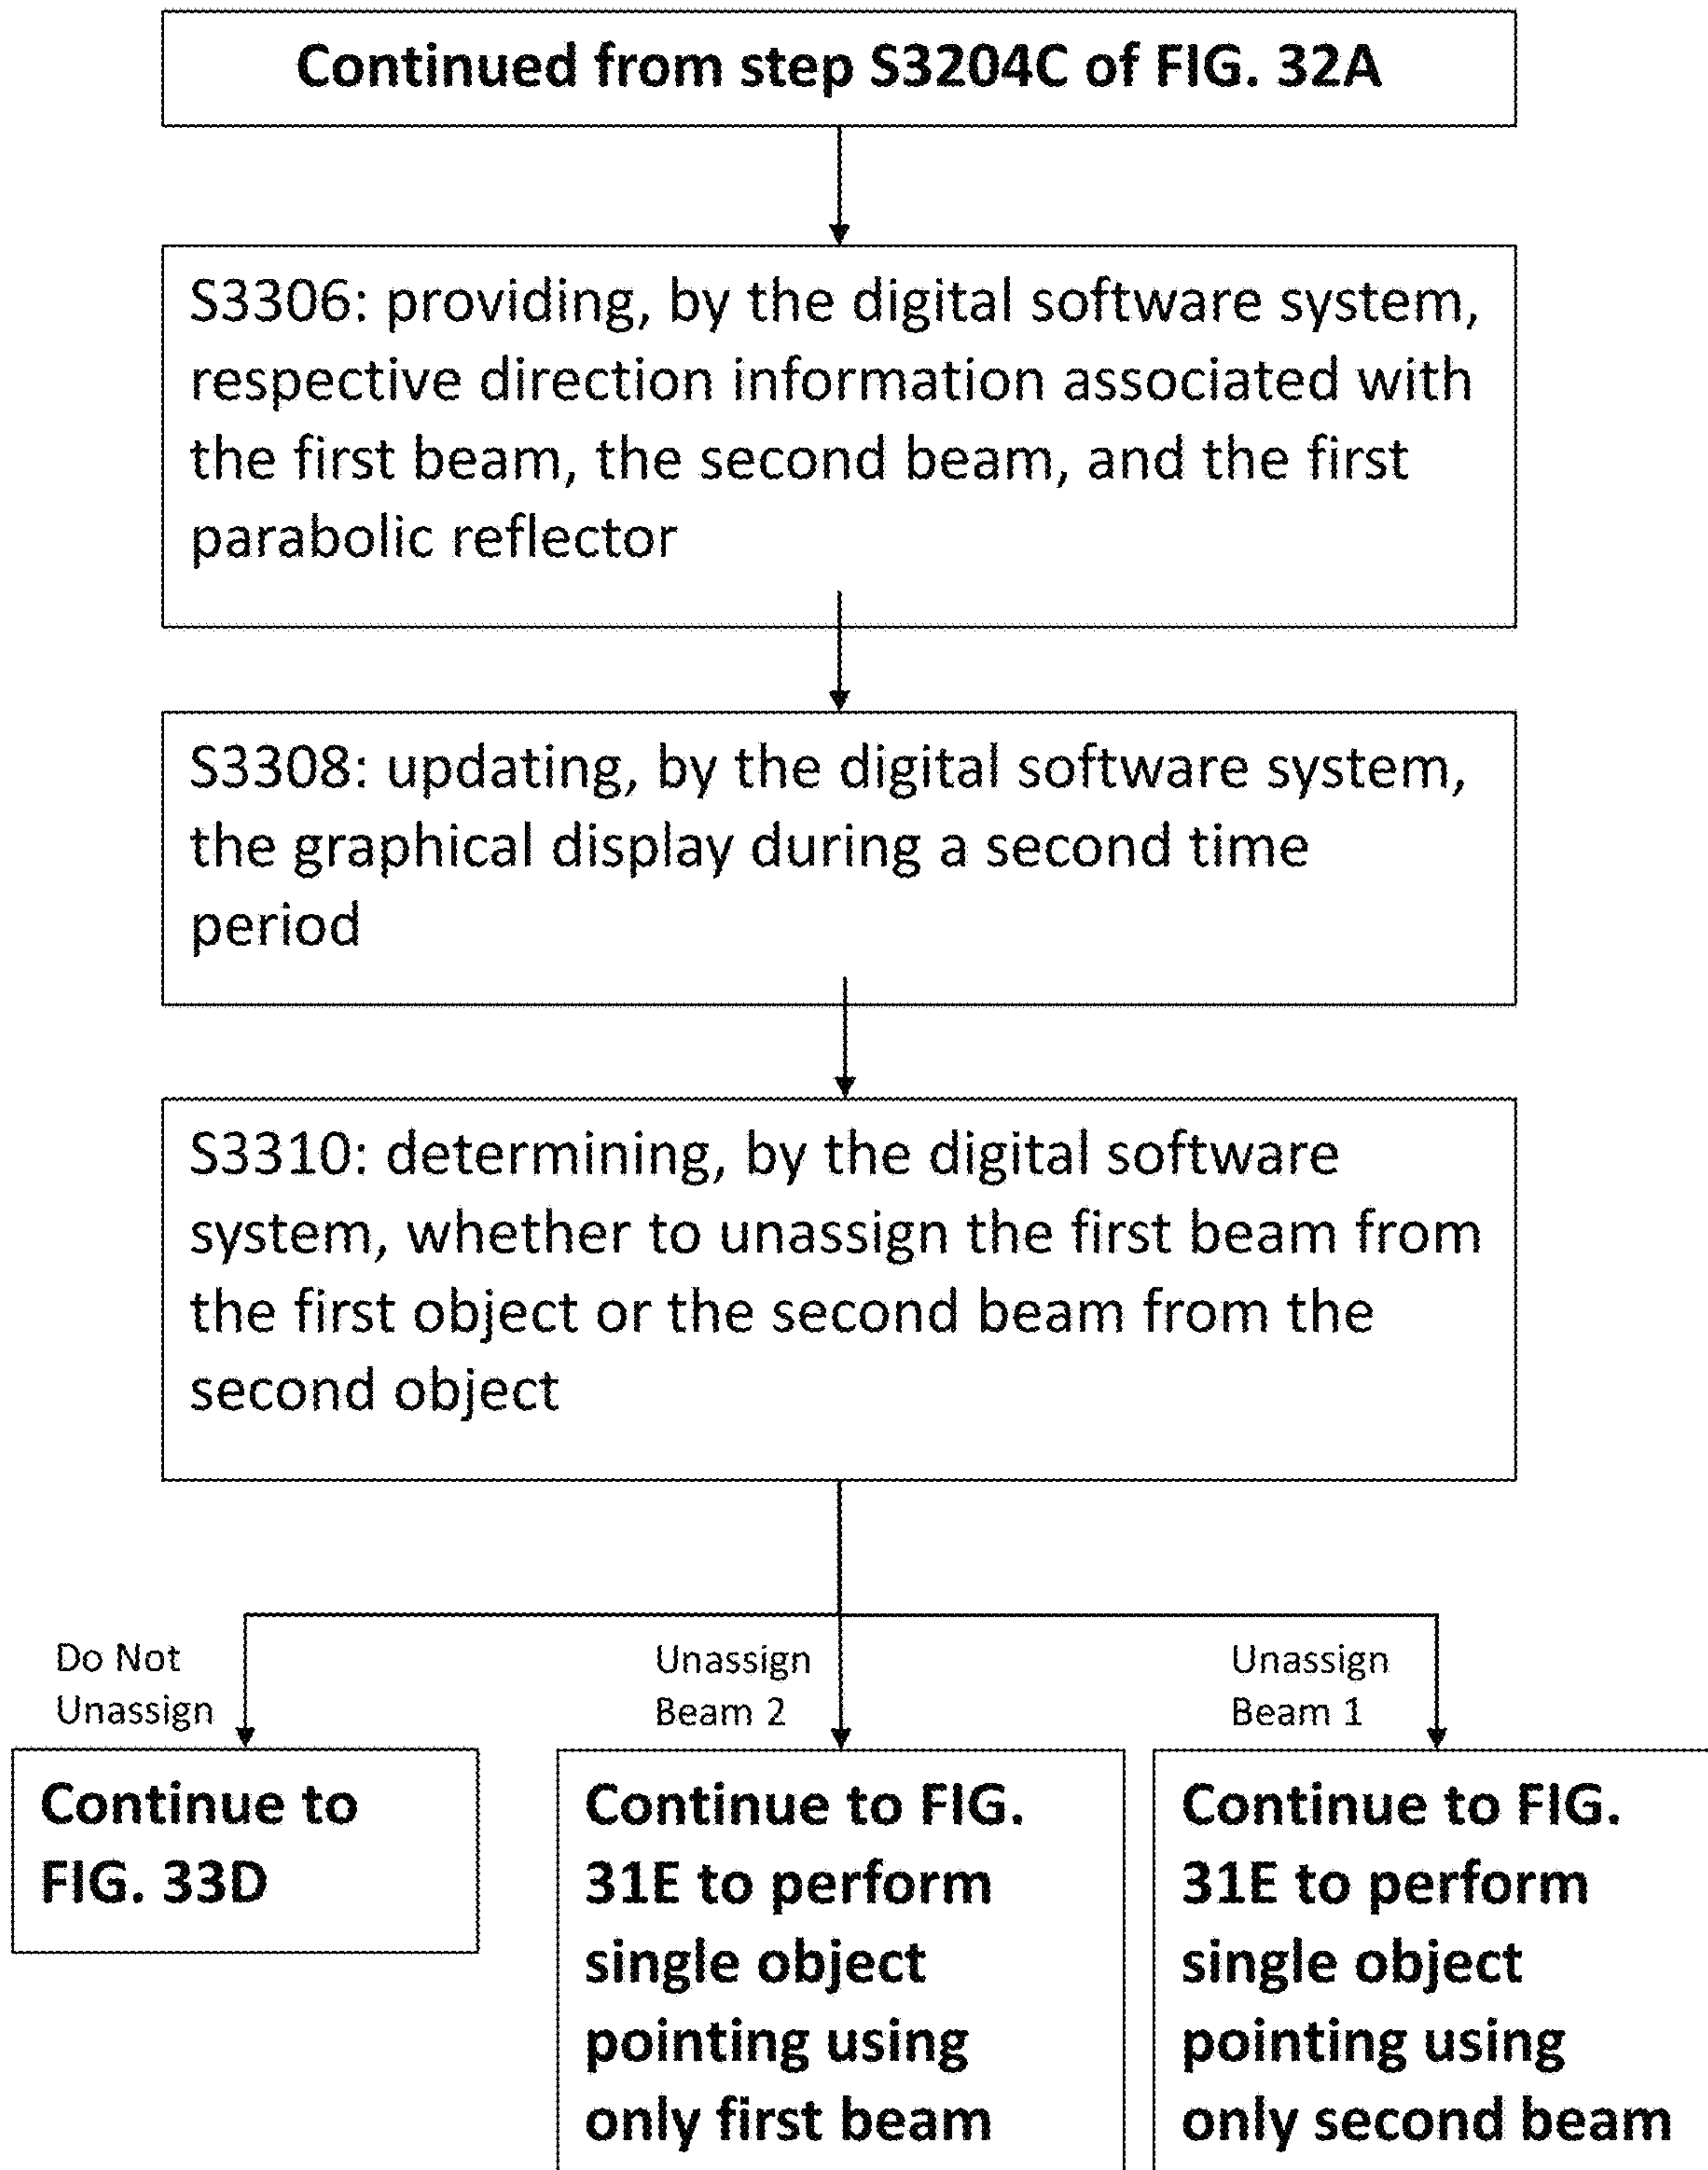 Continued from step S3204C of FIG. 32A
S3306: providing, by the digital software system,
respective direction information associated with
the first beam, the second beam, and the first
parabolic reflector
S3308: updating, by the digital software system,
the graphical display during a second time
period
S3310: determining, by the digital software
system, whether to unassign the first beam from
the first object or the second beam from the
second object
Do Not
Unassign
Unassign
Beam 2
Unassign
Beam 1
Continue to
FIG. 33D
Continue to FIG.
31E to perform
single object
pointing using
only first beam
Continue to FIG.
31E to perform
single object
pointing using
only second beam